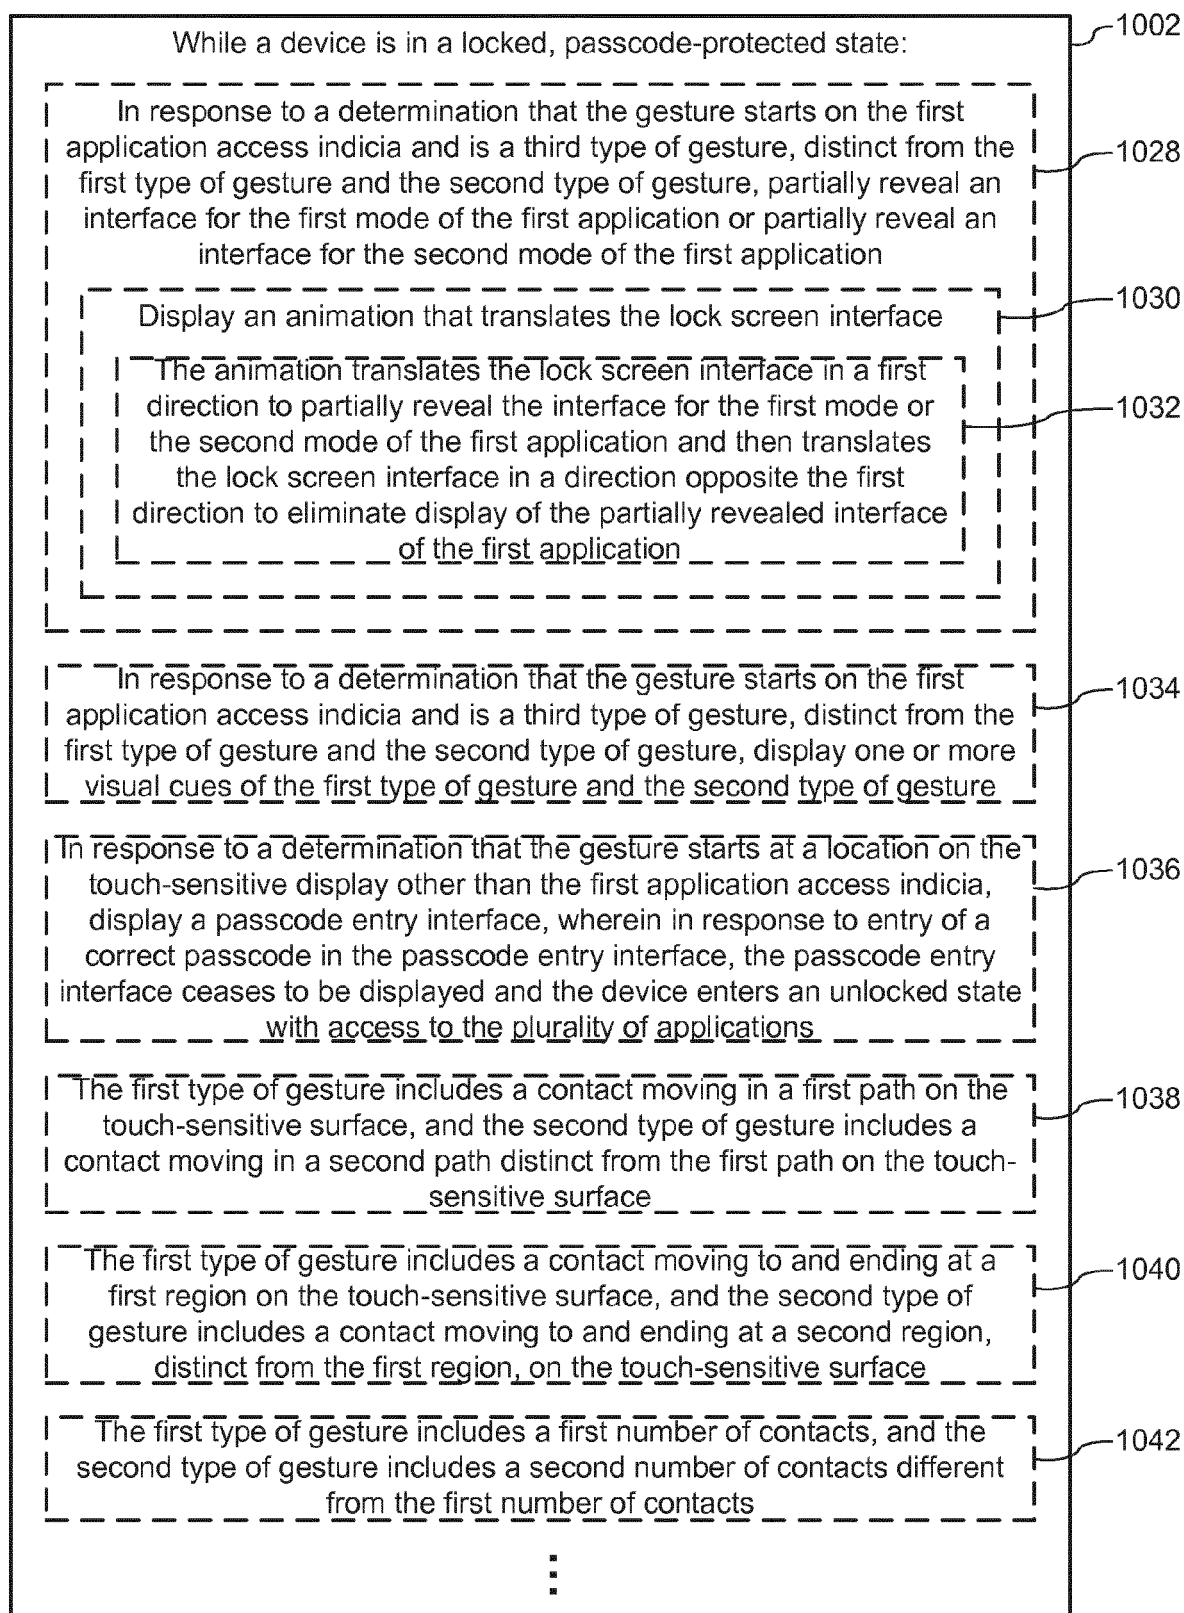 While a device is in a locked, passcode-protected state:
1002
In response to a determination that the gesture starts on the first
application access indicia and is a third type of gesture, distinct from the
first type of gesture and the second type of gesture, partially reveal an
interface for the first mode of the first application or partially reveal an
interface for the second mode of the first application
1028
Display an animation that translates the lock screen interface
1030
The animation translates the lock screen interface in a first
direction to partially reveal the interface for the first mode or
the second mode of the first application and then translates
the lock screen interface in a direction opposite the first
direction to eliminate display of the partially revealed interface
of the first application
1032
In response to a determination that the gesture starts on the first
application access indicia and is a third type of gesture, distinct from the
first type of gesture and the second type of gesture, display one or more
visual cues of the first type of gesture and the second type of gesture
1034
In response to a determination that the gesture starts at a location on the
touch-sensitive display other than the first application access indicia,
display a passcode entry interface, wherein in response to entry of a
correct passcode in the passcode entry interface, the passcode entry
interface ceases to be displayed and the device enters an unlocked state
with access to the plurality of applications
1036
The first type of gesture includes a contact moving in a first path on the
touch-sensitive surface, and the second type of gesture includes a
contact moving in a second path distinct from the first path on the touch-
sensitive surface
1038
The first type of gesture includes a contact moving to and ending at a
first region on the touch-sensitive surface, and the second type of
gesture includes a contact moving to and ending at a second region,
distinct from the first region, on the touch-sensitive surface
1040
The first type of gesture includes a first number of contacts, and the
second type of gesture includes a second number of contacts different
from the first number of contacts
1042